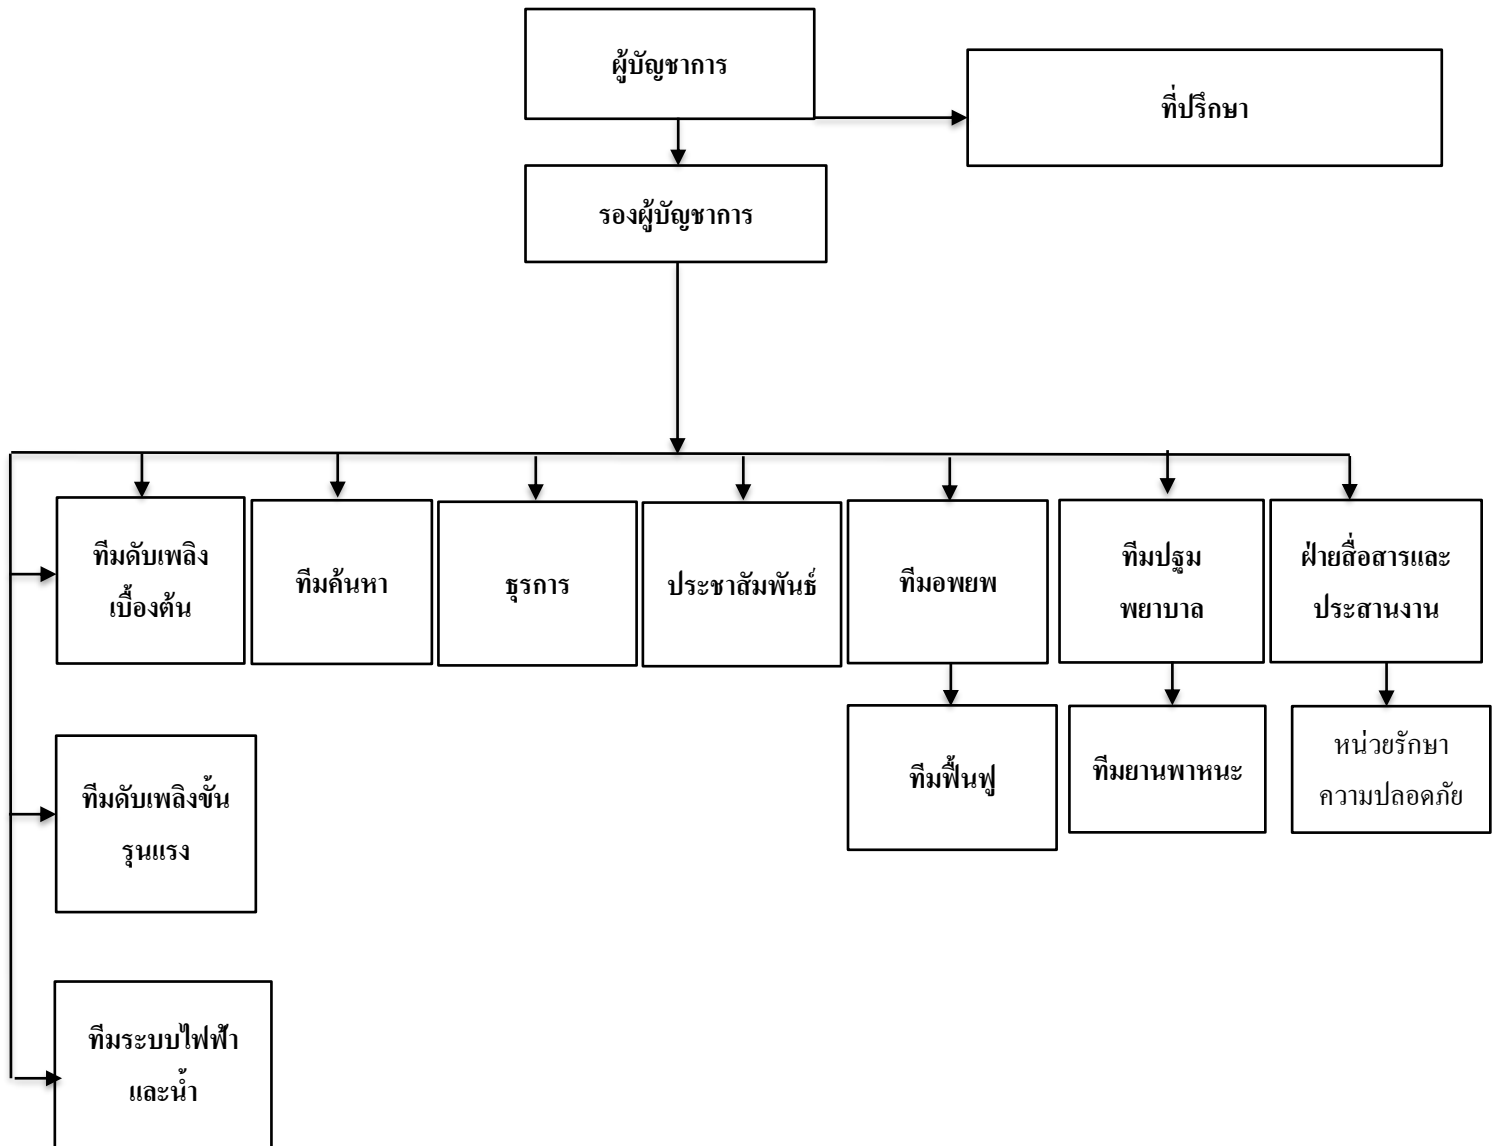 ผู้บัญชาการ
ที่ปรึกษา
รองผู้บัญชาการ
ทีมดับเพลิง
เบื้องต้น
ทีมค้นหา
ธุรการ
ประชาสัมพันธ์
ทีมอพยพ
ทีมปฐม
พยาบาล
ฝ่ายสื่อสารและ
ประสานงาน
ทีมฟื้นฟู
ทีมยานพาหนะ
หน่วยรักษา
ความปลอดภัย
ทีมดับเพลิงขั้น
รุนแรง
ทีมระบบไฟฟ้า
และน้ำ